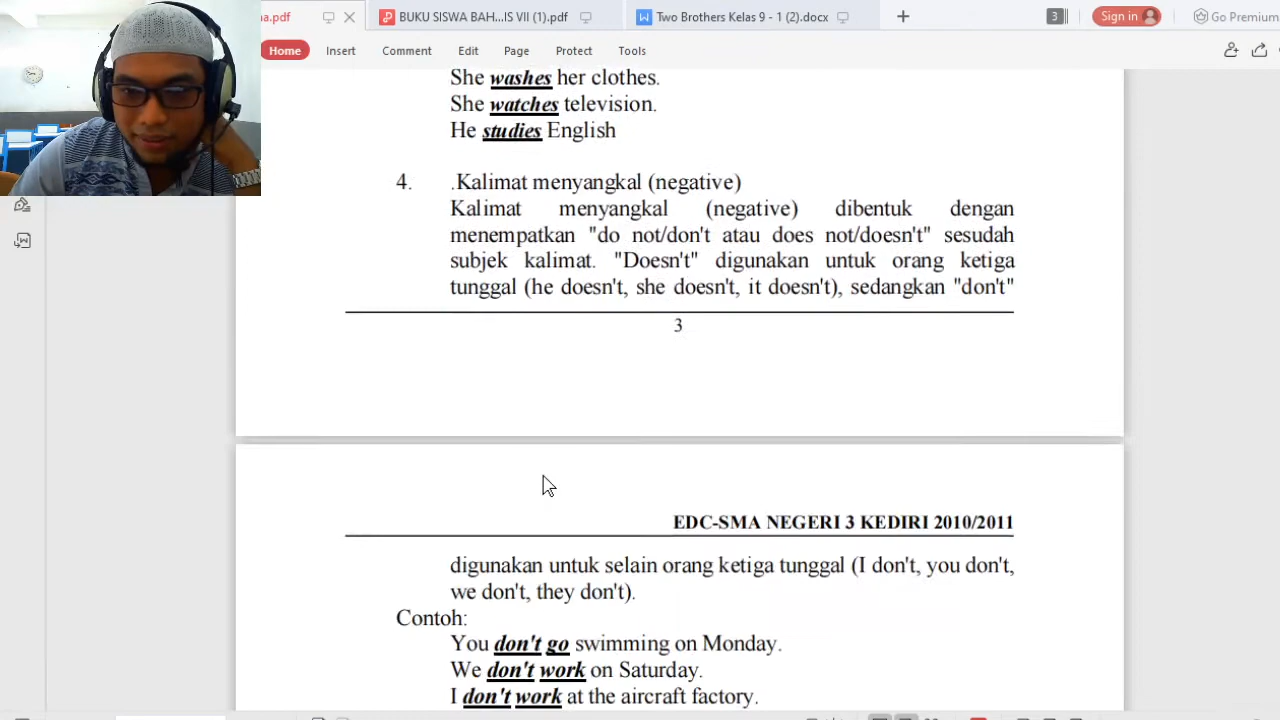 na.pdf
BUKU SISWA BAH...IS VII (1).pdf
Two Brothers Kelas 9 - 1 (2).docx
3
Sign in
Go Premium
Home
Insert
Comment
Edit
Page
Protect
Tools
She washes her clothes.
She watches television.
He studies English
4. .Kalimat menyangkal (negative)
Kalimat menyangkal (negative) dibentuk dengan
menempatkan "do not/don't atau does not/doesn't" sesudah
subjek kalimat. "Doesn't" digunakan untuk orang ketiga
tunggal (he doesn't, she doesn't, it doesn't), sedangkan "don't"
3
EDC-SMA NEGERI 3 KEDIRI 2010/2011
digunakan untuk selain orang ketiga tunggal (I don't, you don't,
we don't, they don't).
Contoh:
You don't go swimming on Monday.
We don't work on Saturday.
I don't work at the aircraft factory.